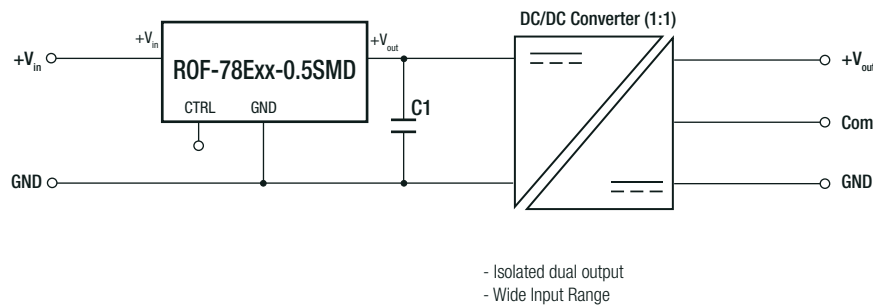 DC/DC Converter (1:1)
+Vin
+Vin
ROF-78Exx-0.5SMD
+Vout
CTRL
GND
C1
+Vout
Com
GND
GND
- Isolated dual output
- Wide Input Range